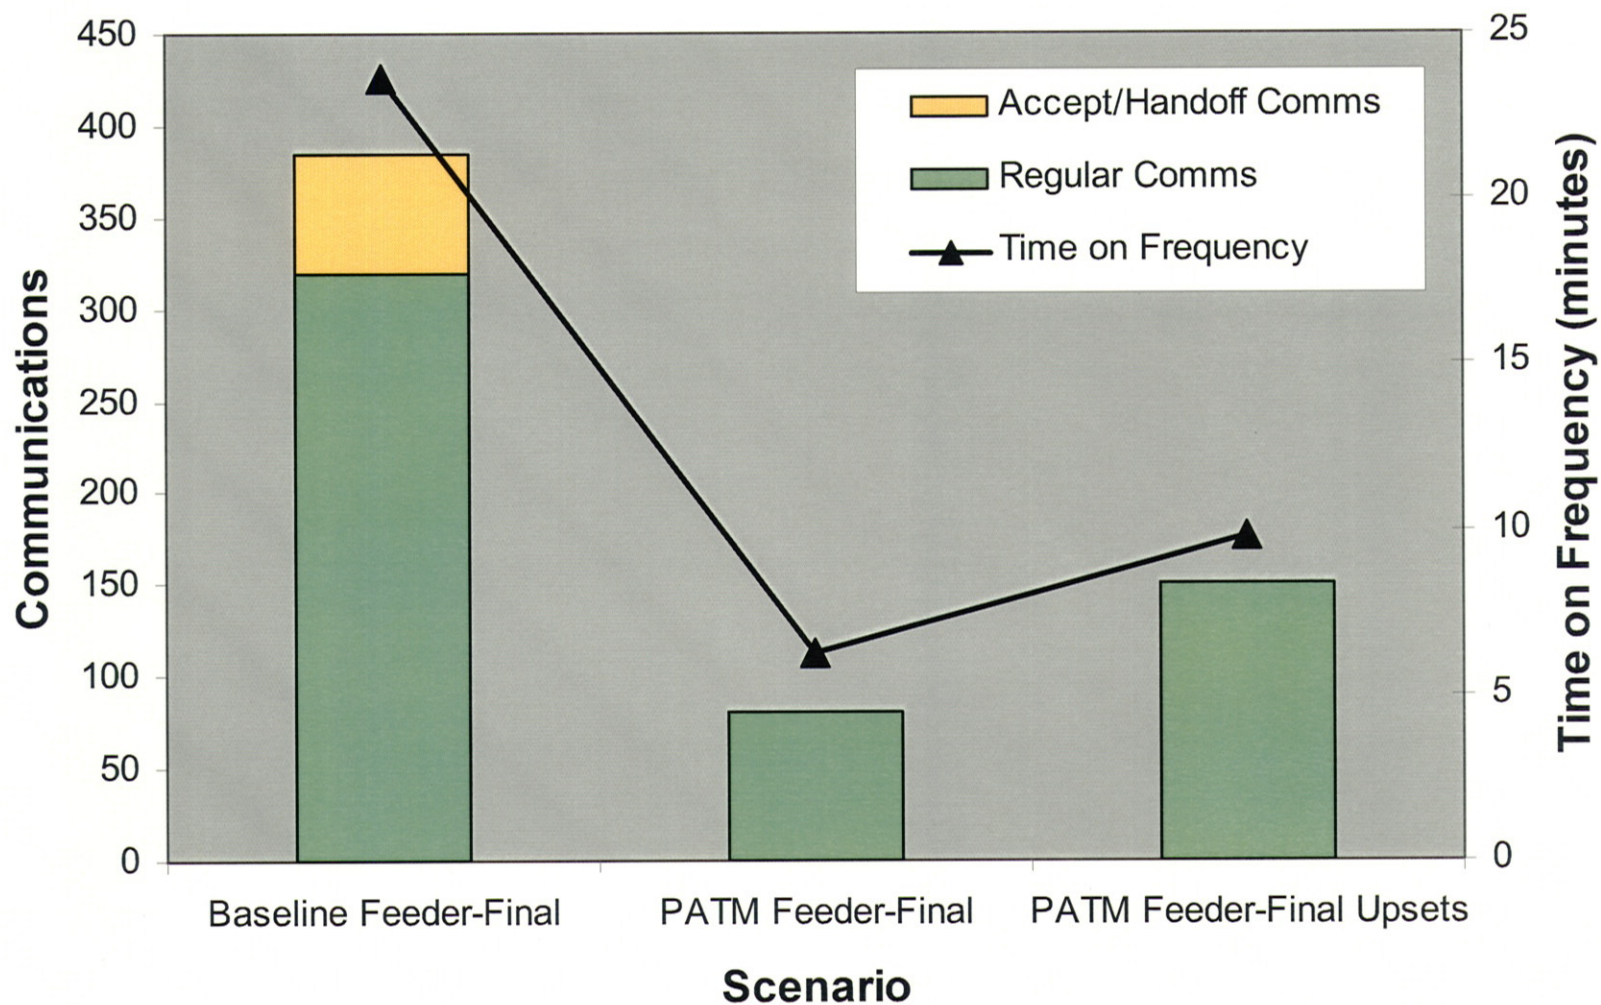 450
400
350
300
250
200
150
100
50
0
Communications
25
20
15
10
5
0
Time on Frequency (minutes)
Accept/Handoff Comms
Regular Comms
Time on Frequency
Baseline Feeder-Final
PATM Feeder-Final
PATM Feeder-Final Upsets
Scenario